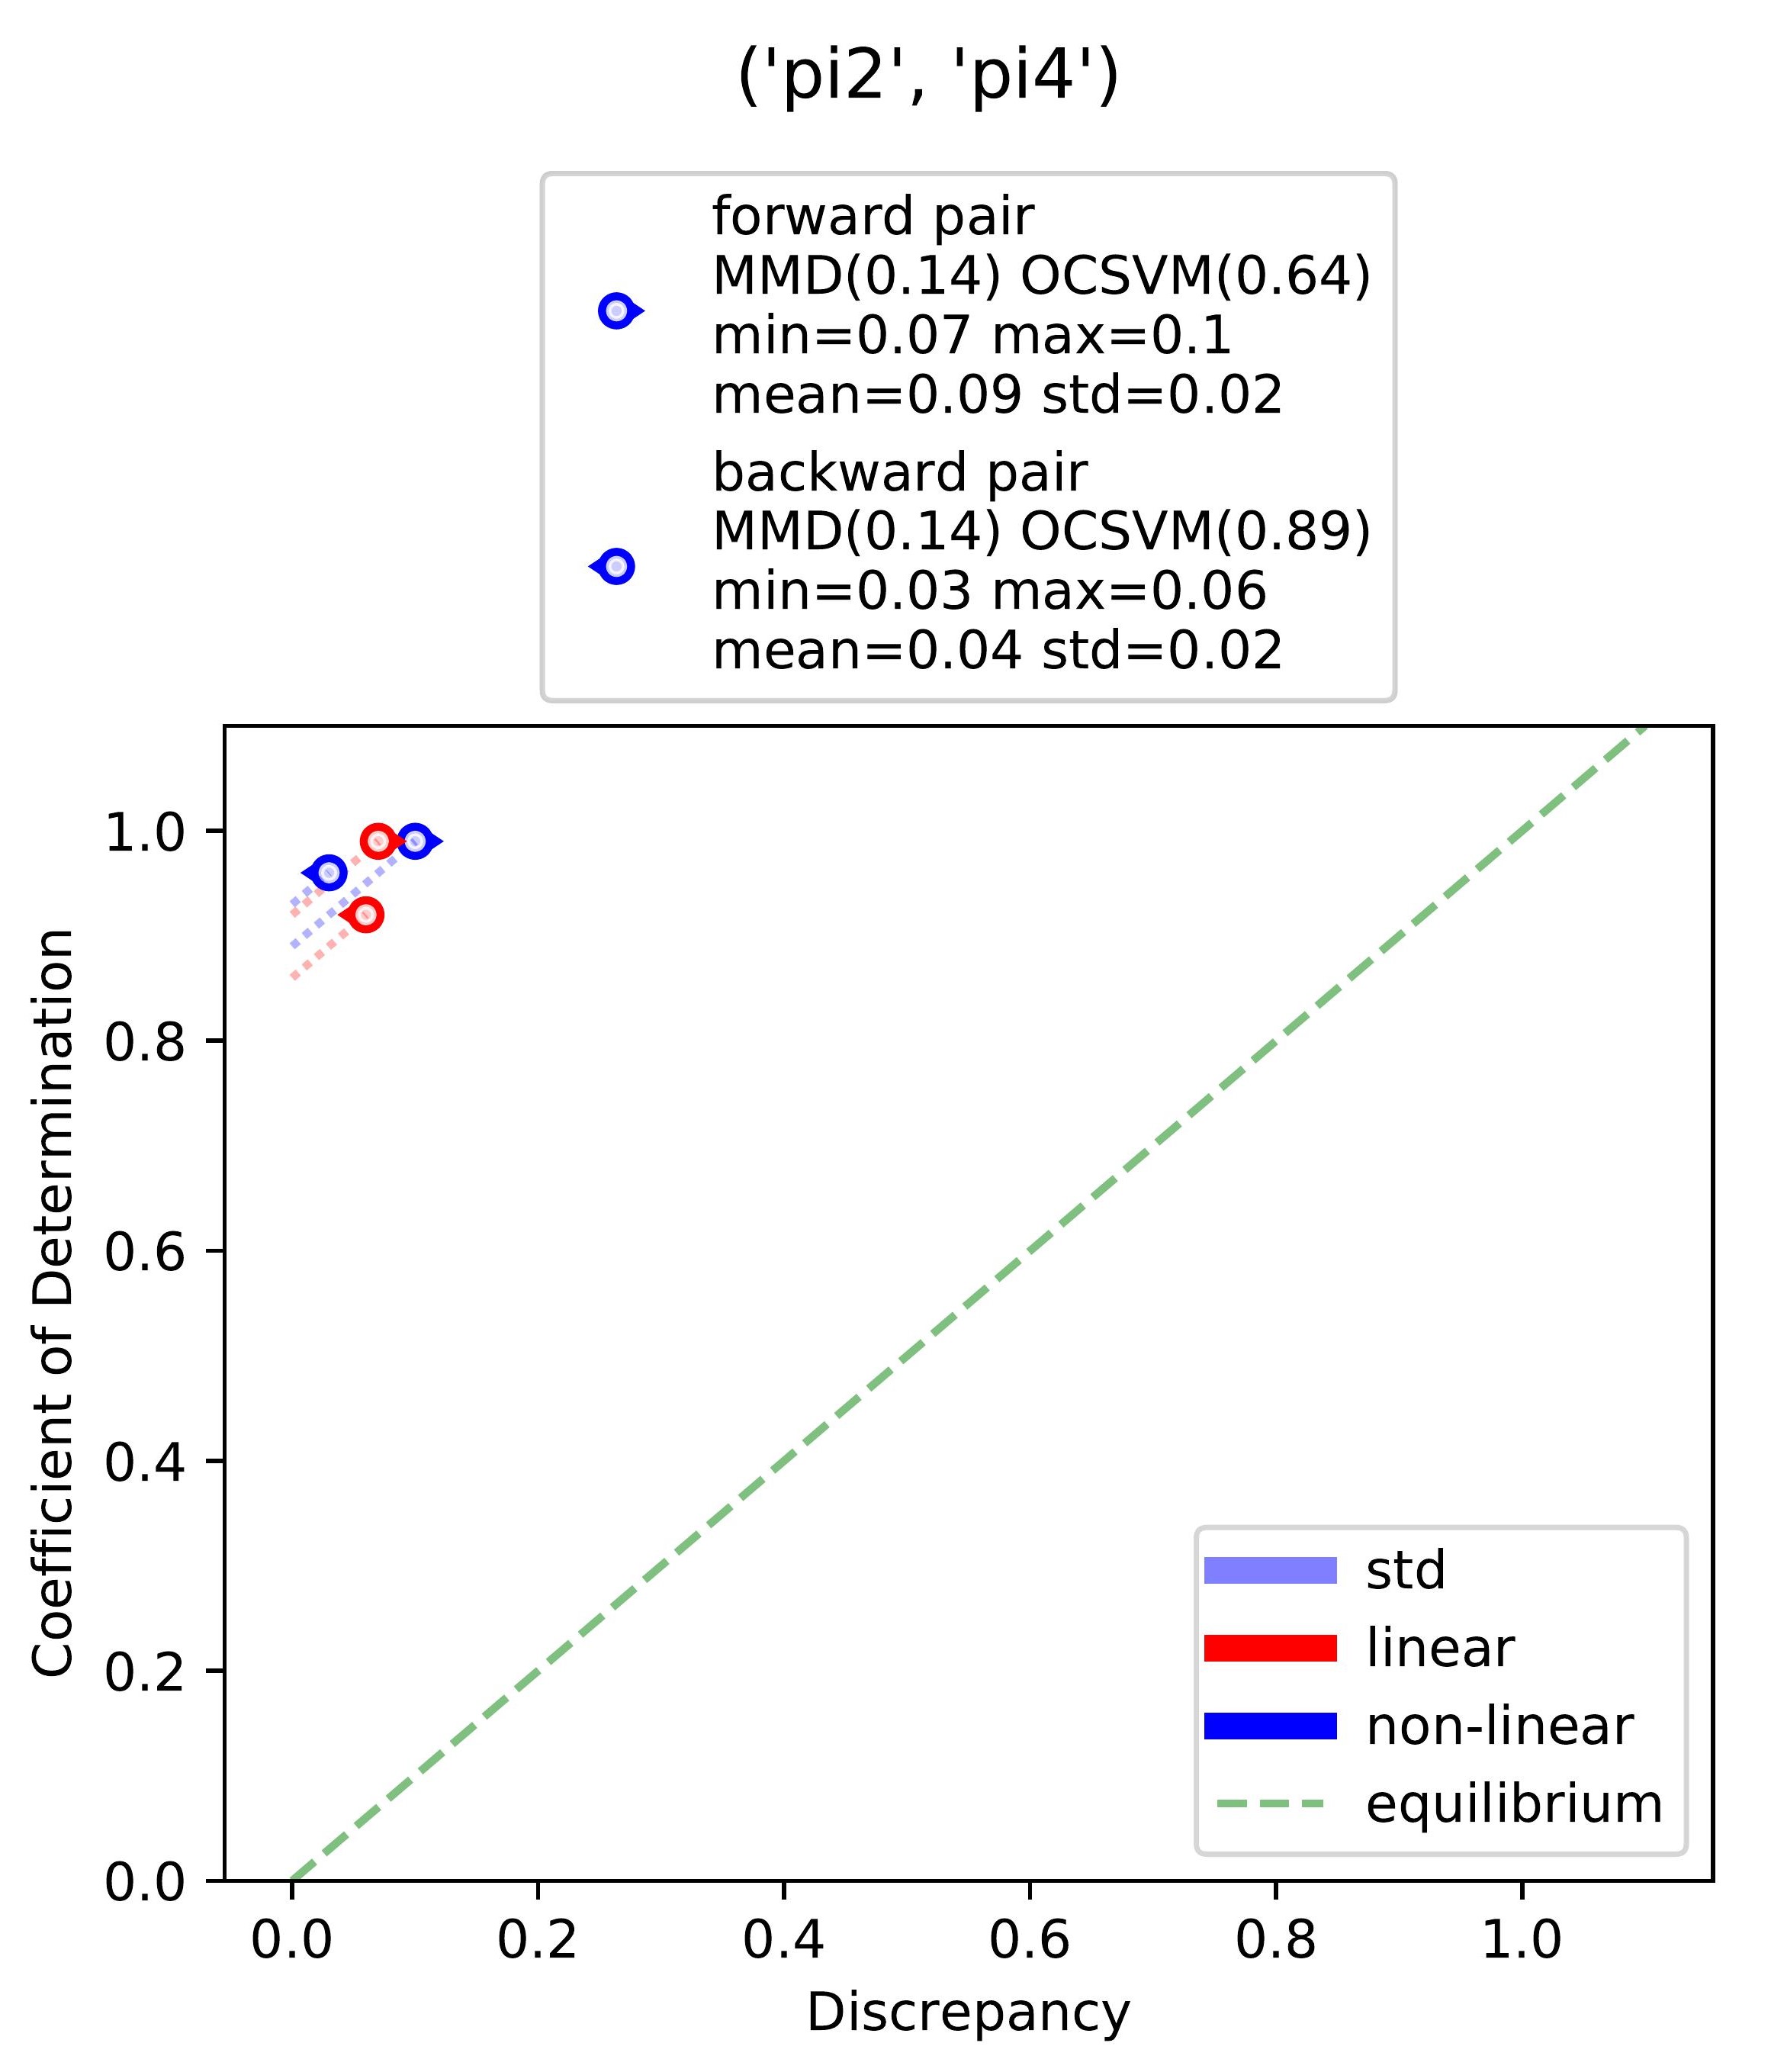 ('pi2', 'pi4')
forward pair
MMD(0.14) OCSVM(0.64)
min=0.07 max=0.1
mean=0.09 std=0.02
backward pair
MMD(0.14) OCSVM(0.89)
min=0.03 max=0.06
mean=0.04 std=0.02
Coefficient of Determination
1.0
0.8
0.6
0.4
0.2
0.0
std
linear
non-linear
equilibrium
0.0 0.2 0.4 0.6 0.8 1.0
Discrepancy